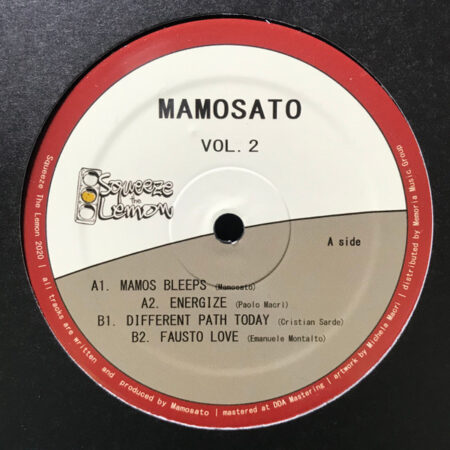 MAMOSATO
VOL. 2
Squeeze
The
Lemon
A side
A1. MAMOS BLEEPS (Mamosato)
A2. ENERGIZE (Paolo Macrì)
B1. DIFFERENT PATH TODAY (Cristian Sarde)
B2. FAUSTO LOVE (Emanuele Montalto)
Squeeze The Lemon 2020 | all tracks are written and produced by Mamosato | mastered at DDA Mastering | artwork by Michela Macrì | distributed by Memoria Music Group